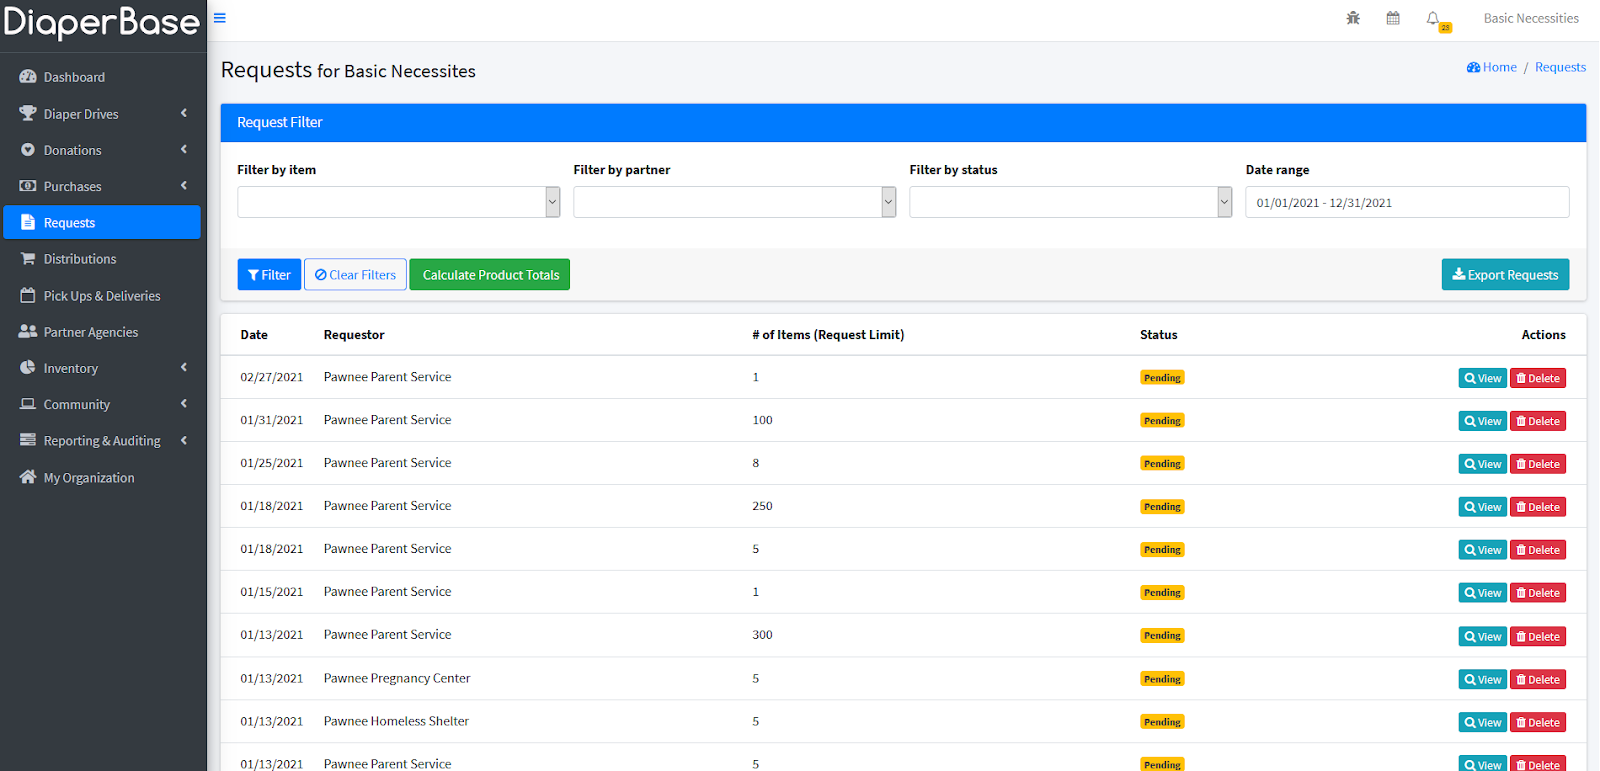 DiaperBase
23
Basic Necessities
Dashboard
Diaper Drives
Donations
Purchases
Requests
Distributions
Pick Ups & Deliveries
Partner Agencies
Inventory
Community
Reporting & Auditing
My Organization
Requests for Basic Necessites
Home / Requests
Request Filter
Filter by item Filter by partner Filter by status Date range
01/01/2021 - 12/31/2021
Filter Clear Filters Calculate Product Totals Export Requests
Date Requestor # of Items (Request Limit) Status Actions
02/27/2021 Pawnee Parent Service 1 Pending View Delete
01/31/2021 Pawnee Parent Service 100 Pending View Delete
01/25/2021 Pawnee Parent Service 8 Pending View Delete
01/18/2021 Pawnee Parent Service 250 Pending View Delete
01/18/2021 Pawnee Parent Service 5 Pending View Delete
01/15/2021 Pawnee Parent Service 1 Pending View Delete
01/13/2021 Pawnee Parent Service 300 Pending View Delete
01/13/2021 Pawnee Pregnancy Center 5 Pending View Delete
01/13/2021 Pawnee Homeless Shelter 5 Pending View Delete
01/13/2021 Pawnee Parent Service 5 Pending View Delete